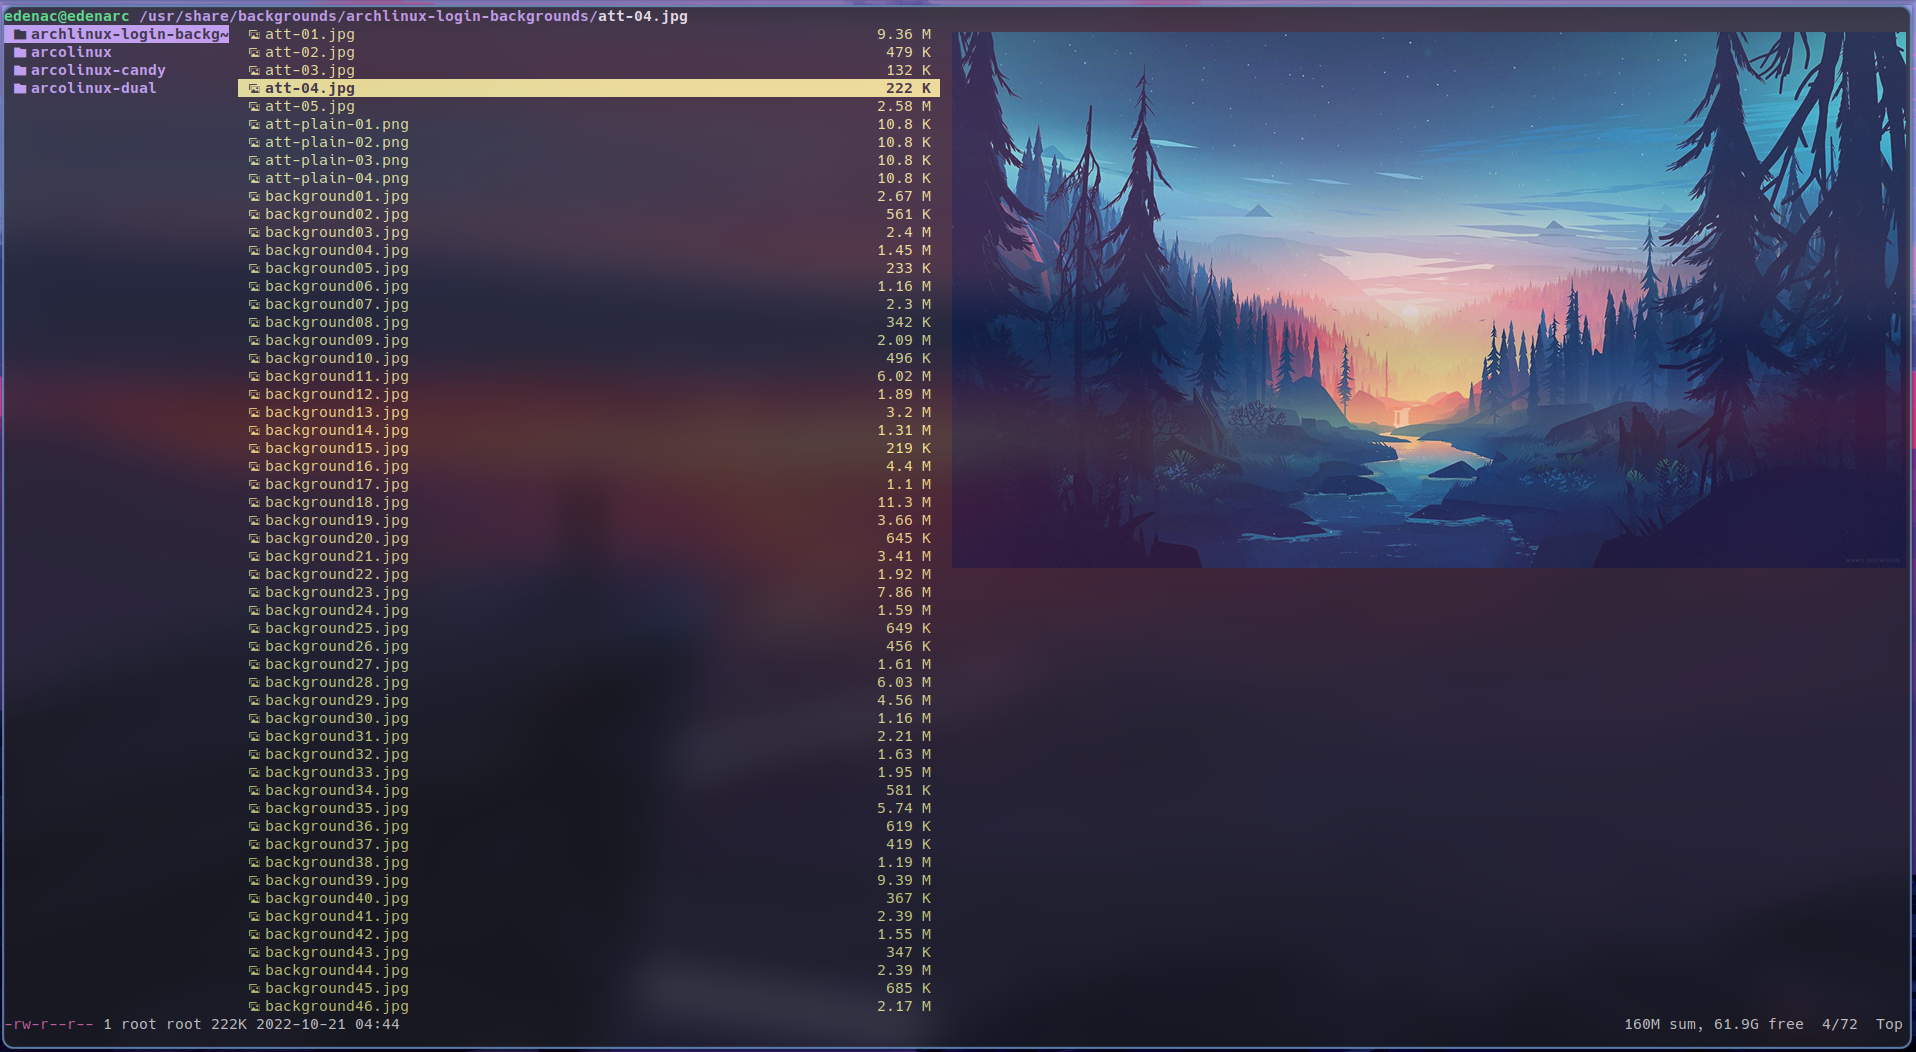 edenac@edenarc /usr/share/backgrounds/archlinux-login-backgrounds/att-04.jpg
archlinux-login-backg~
arcolinux
arcolinux-candy
arcolinux-dual
att-01.jpg 9.36 M
att-02.jpg 479 K
att-03.jpg 132 K
att-04.jpg 222 K
att-05.jpg 2.58 M
att-plain-01.png 10.8 K
att-plain-02.png 10.8 K
att-plain-03.png 10.8 K
att-plain-04.png 10.8 K
background01.jpg 2.67 M
background02.jpg 561 K
background03.jpg 2.4 M
background04.jpg 1.45 M
background05.jpg 233 K
background06.jpg 1.16 M
background07.jpg 2.3 M
background08.jpg 342 K
background09.jpg 2.09 M
background10.jpg 496 K
background11.jpg 6.02 M
background12.jpg 1.89 M
background13.jpg 3.2 M
background14.jpg 1.31 M
background15.jpg 219 K
background16.jpg 4.4 M
background17.jpg 1.1 M
background18.jpg 11.3 M
background19.jpg 3.66 M
background20.jpg 645 K
background21.jpg 3.41 M
background22.jpg 1.92 M
background23.jpg 7.86 M
background24.jpg 1.59 M
background25.jpg 649 K
background26.jpg 456 K
background27.jpg 1.61 M
background28.jpg 6.03 M
background29.jpg 4.56 M
background30.jpg 1.16 M
background31.jpg 2.21 M
background32.jpg 1.63 M
background33.jpg 1.95 M
background34.jpg 581 K
background35.jpg 5.74 M
background36.jpg 619 K
background37.jpg 419 K
background38.jpg 1.19 M
background39.jpg 9.39 M
background40.jpg 367 K
background41.jpg 2.39 M
background42.jpg 1.55 M
background43.jpg 347 K
background44.jpg 2.39 M
background45.jpg 685 K
background46.jpg 2.17 M
-rw-r--r-- 1 root root 222K 2022-10-21 04:44
160M sum, 61.9G free 4/72 Top